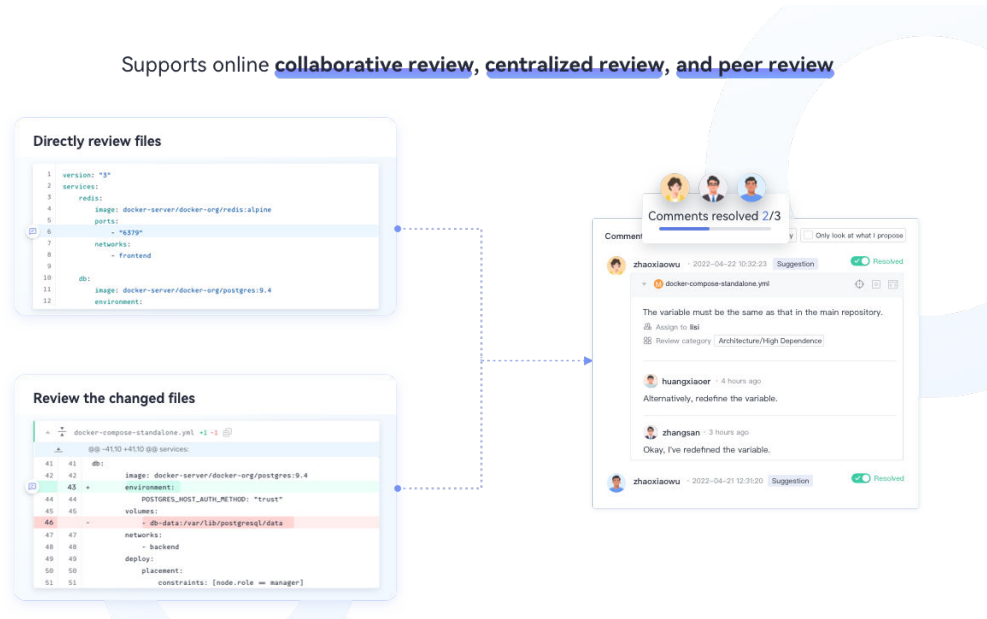 Supports online collaborative review, centralized review, and peer review
Directly review files
1 version: "3"
2 services:
3 redis:
4 image: docker-server/docker-org/redis:alpine
5 ports:
6 - "6379"
7 networks:
8 - frontend
9
10 db:
11 image: docker-server/docker-org/postgres:9.4
12 environment:
Review the changed files
docker-compose-standalone.yml +1 -1
@@ -41,10 +41,10 @@ services:
41 41 db:
42 42 image: docker-server/docker-org/postgres:9.4
43 + environment:
44 44 POSTGRES_HOST_AUTH_METHOD: "trust"
45 45 volumes:
46 - - db-data:/var/lib/postgresql/data
47 47 networks:
48 48 - backend
49 49 deploy:
50 50 placement:
51 51 constraints: [node.role == manager]
Comments resolved 2/3
Only look at what I propose
zhaoxiaowu · 2022-04-22 10:32:23 Suggestion Resolved
docker-compose-standalone.yml
The variable must be the same as that in the main repository.
Assign to lisi
Review category Architecture/High Dependence
huangxiaoer · 4 hours ago
Alternatively, redefine the variable.
zhangsan · 3 hours ago
Okay, I've redefined the variable.
zhaoxiaowu · 2022-04-21 12:31:20 Suggestion Resolved